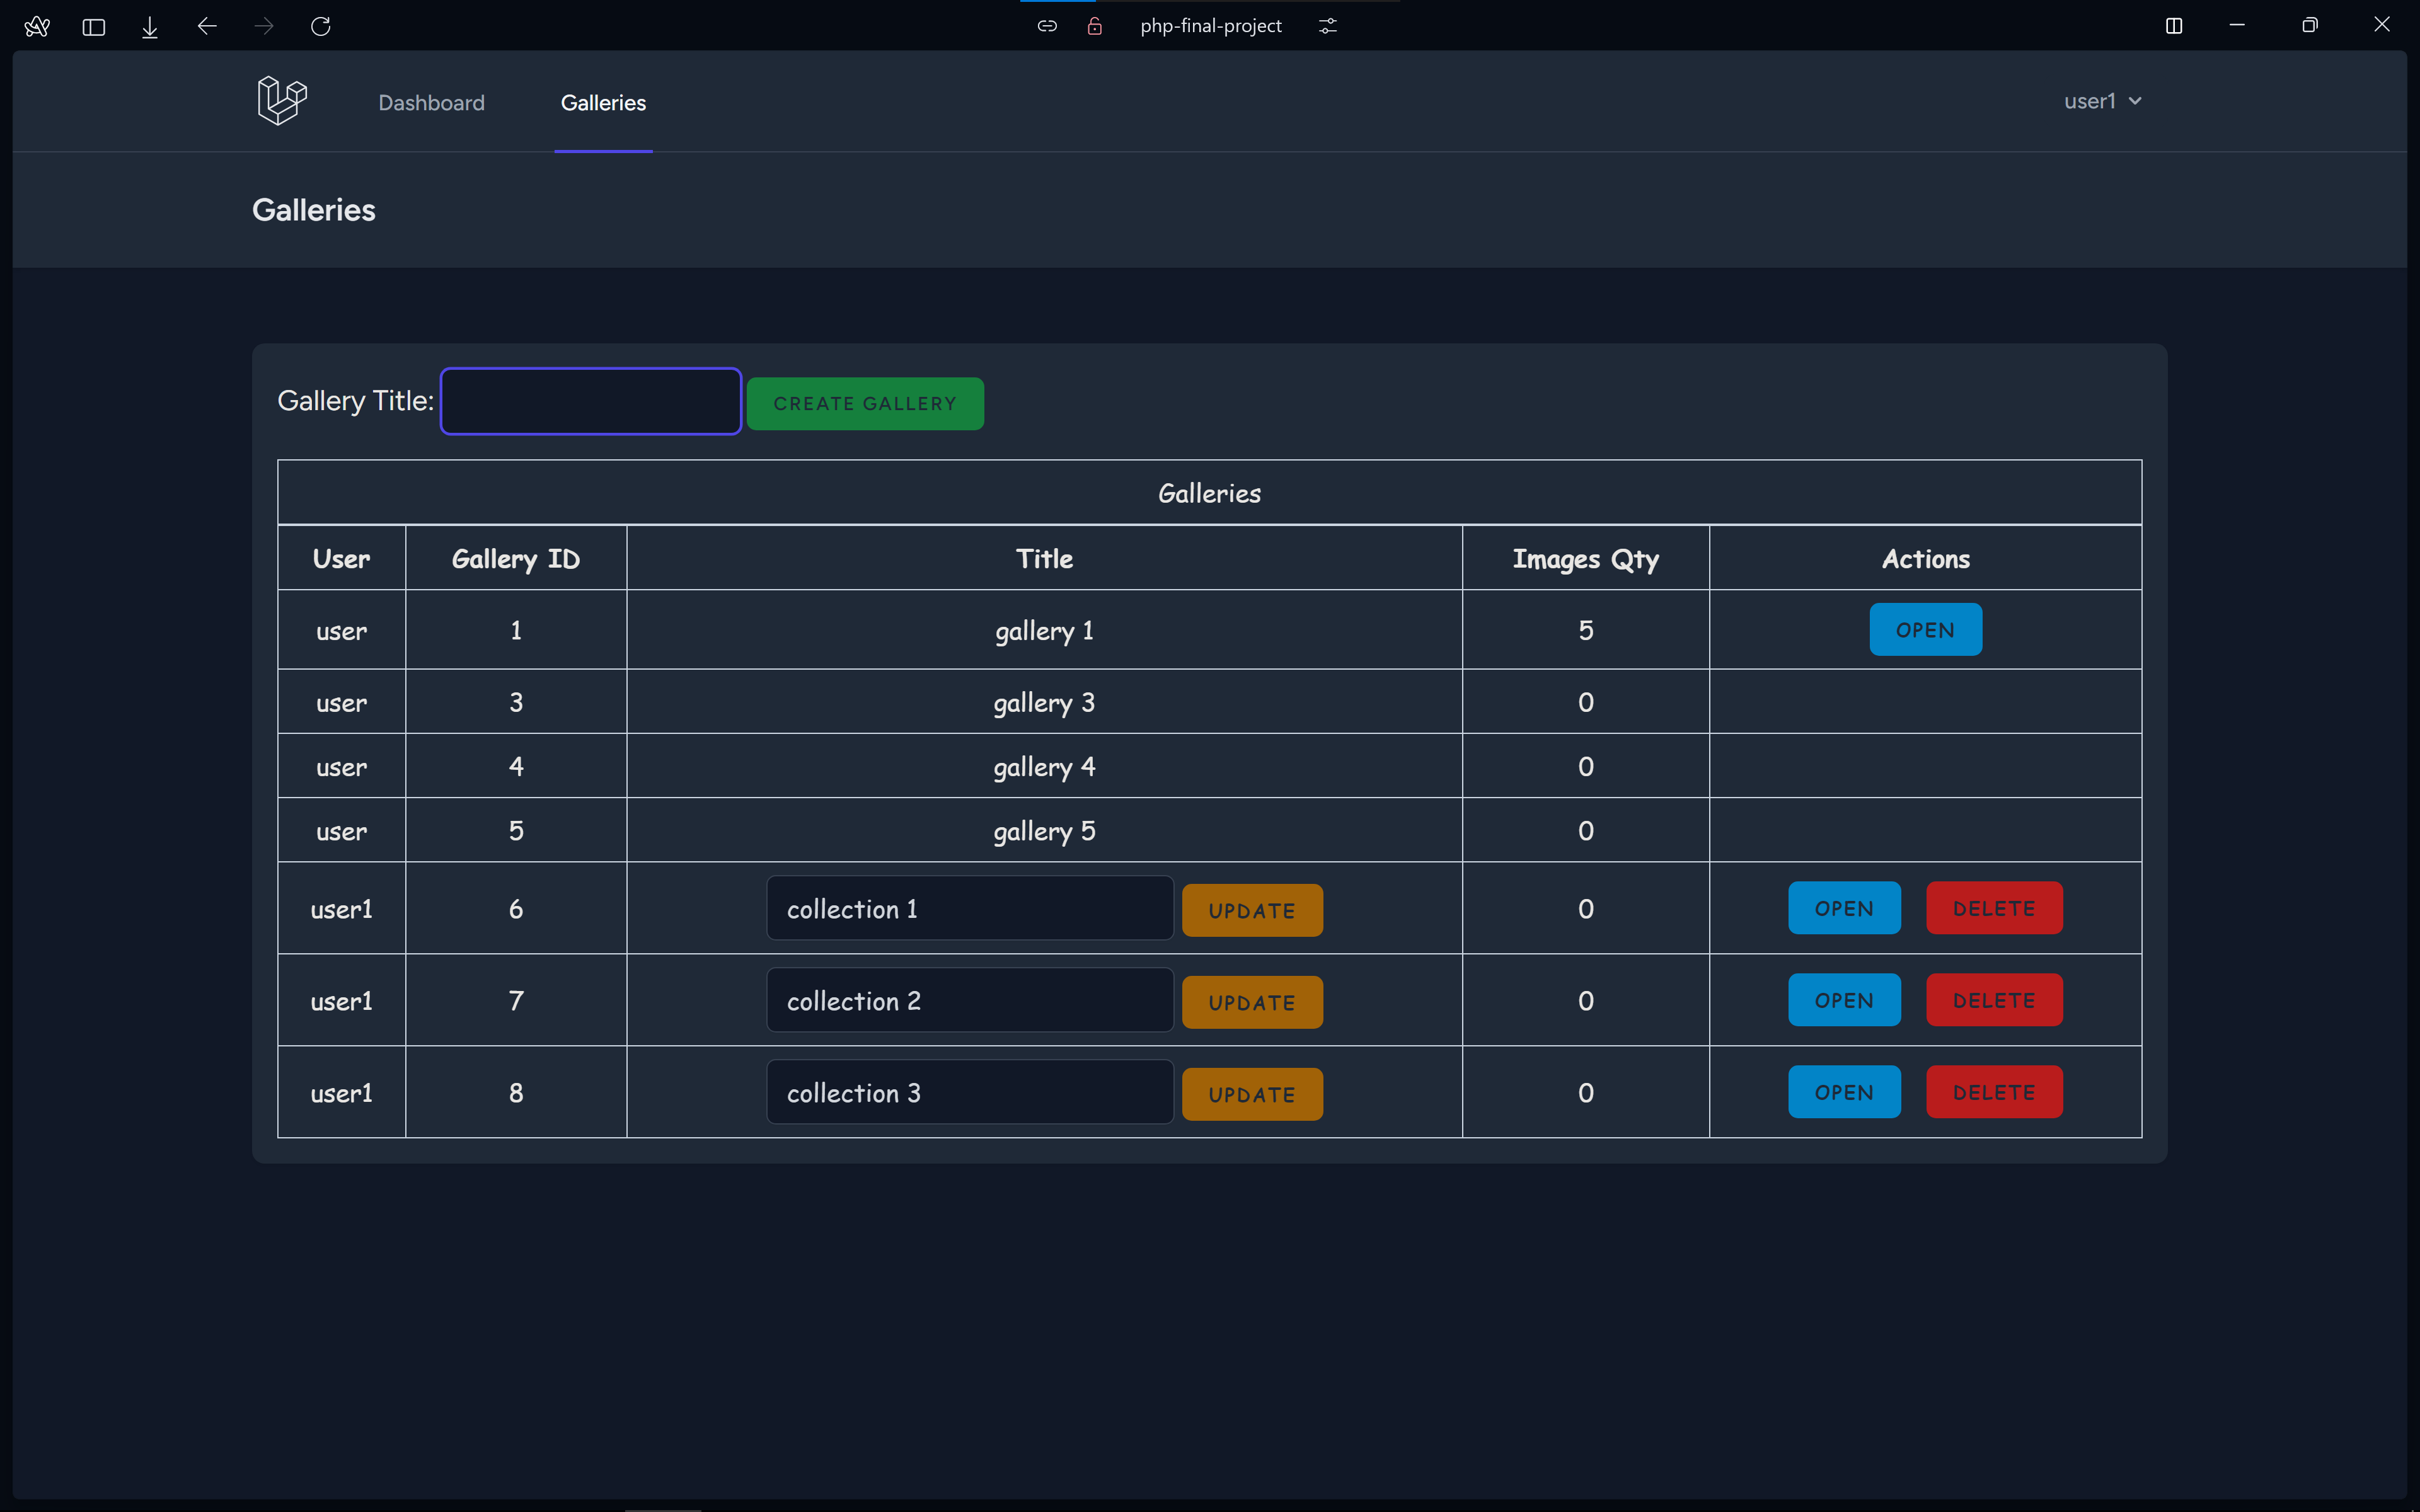 php-final-project
Dashboard Galleries user1
Galleries
Gallery Title: CREATE GALLERY
Galleries
User Gallery ID Title Images Qty Actions
user 1 gallery 1 5 OPEN
user 3 gallery 3 0
user 4 gallery 4 0
user 5 gallery 5 0
user1 6 collection 1 UPDATE 0 OPEN DELETE
user1 7 collection 2 UPDATE 0 OPEN DELETE
user1 8 collection 3 UPDATE 0 OPEN DELETE